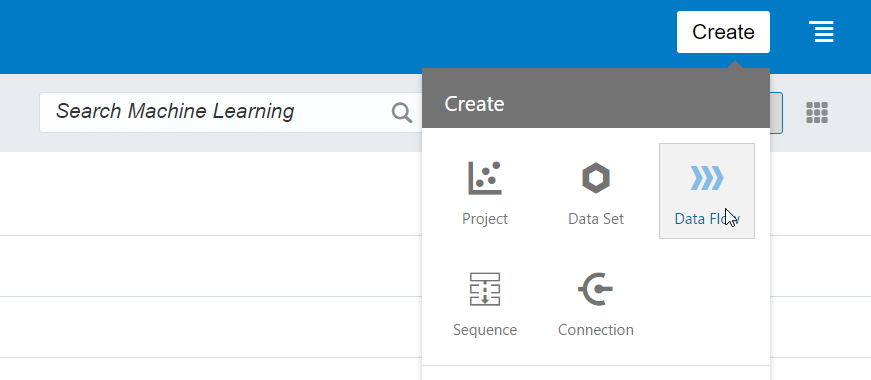 Create
Search Machine Learning
Create
Project
Data Set
Data Flow
Sequence
Connection